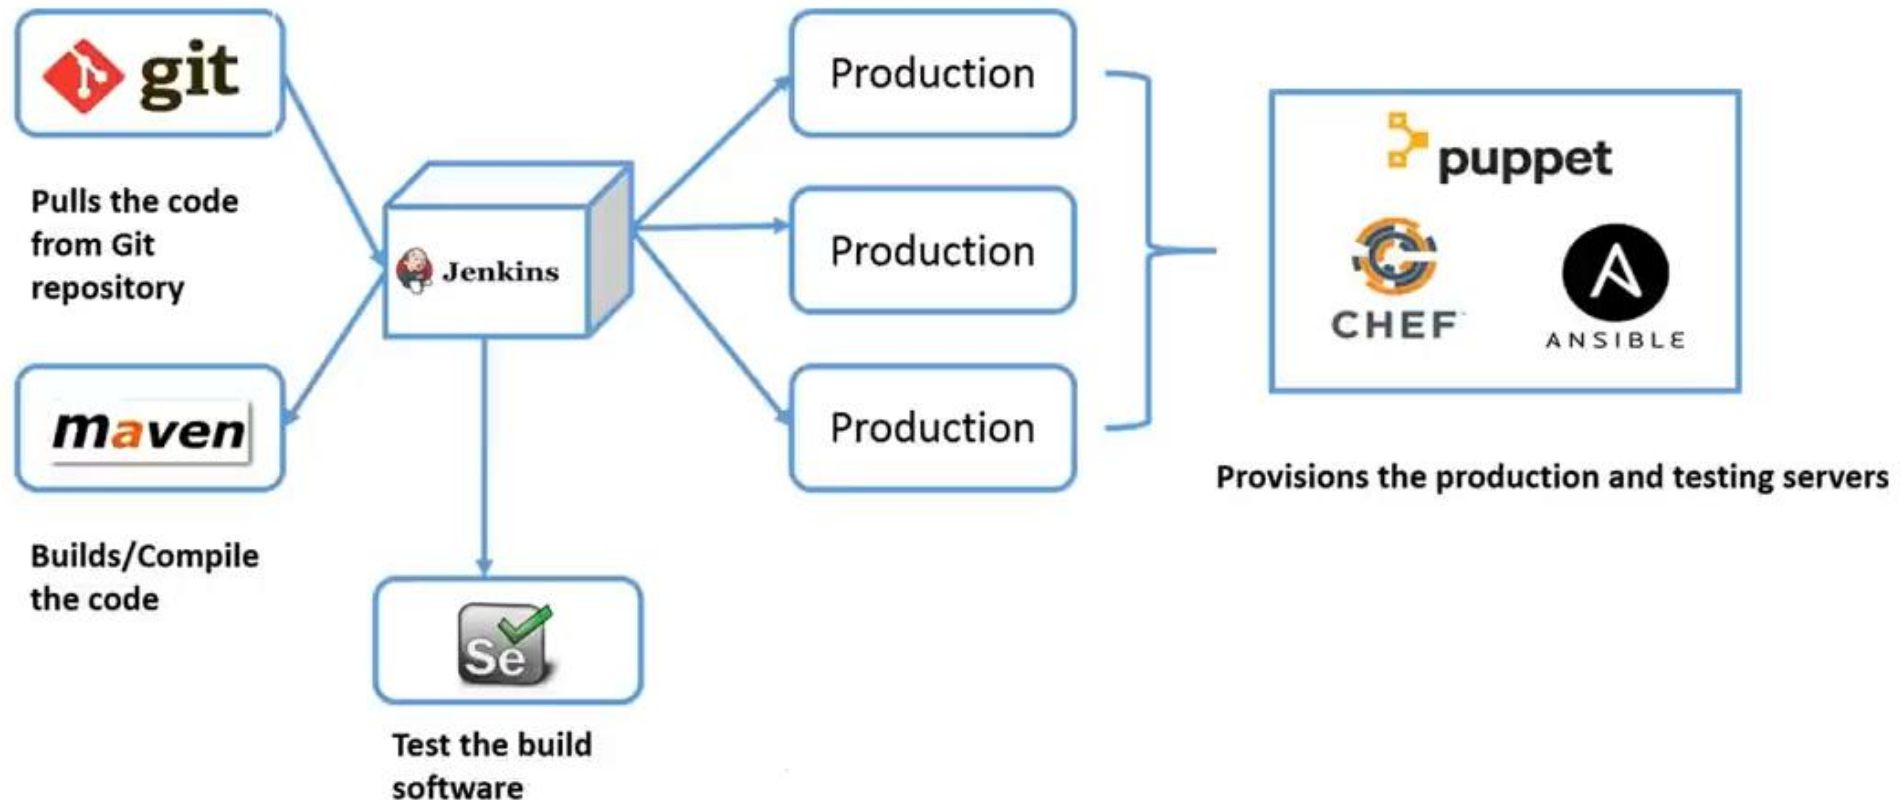 git
Pulls the code
from Git
repository
maven
Builds/Compile
the code
Jenkins
Se
Test the build
software
Production
Production
Production
puppet
CHEF
ANSIBLE
Provisions the production and testing servers